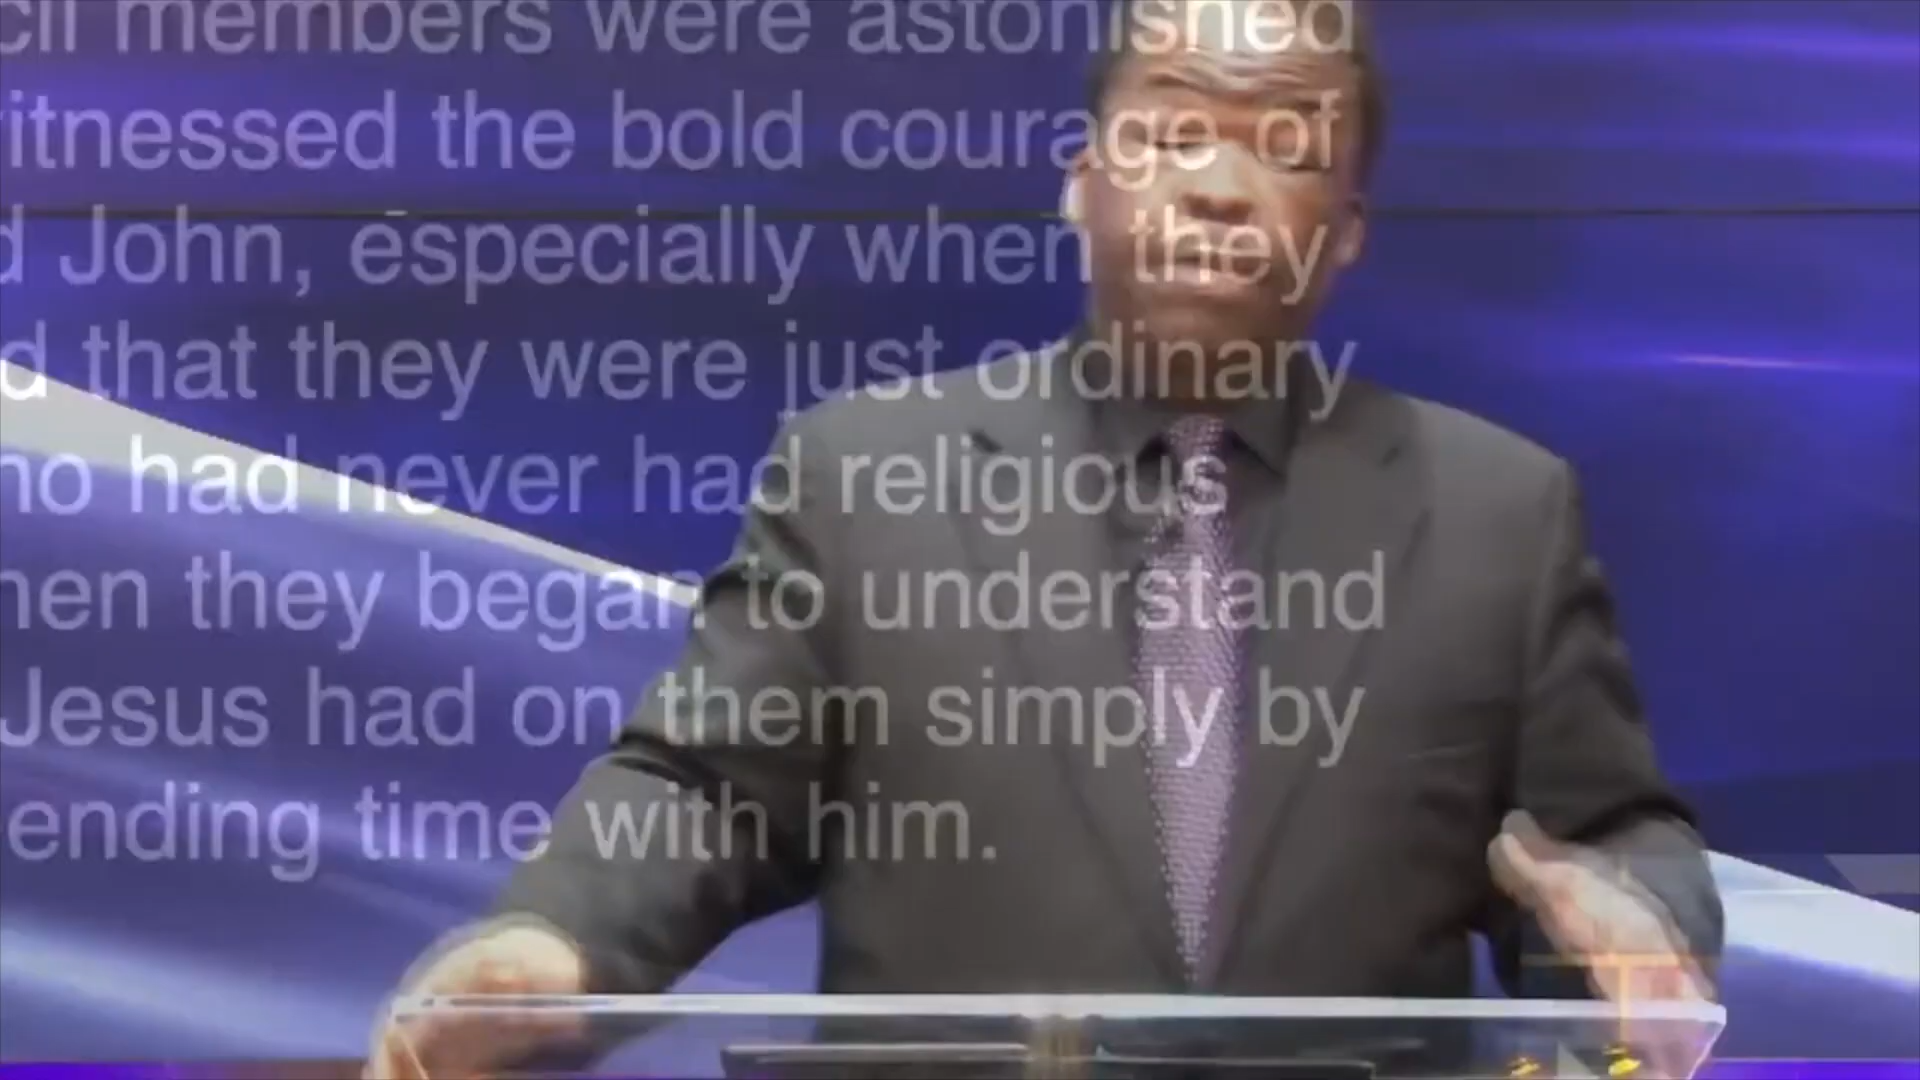 cil members were astonished
itnessed the bold courage of
d John, especially when they
d that they were just ordinary
ho had never had religious
hen they began to understand
Jesus had on them simply by
ending time with him.